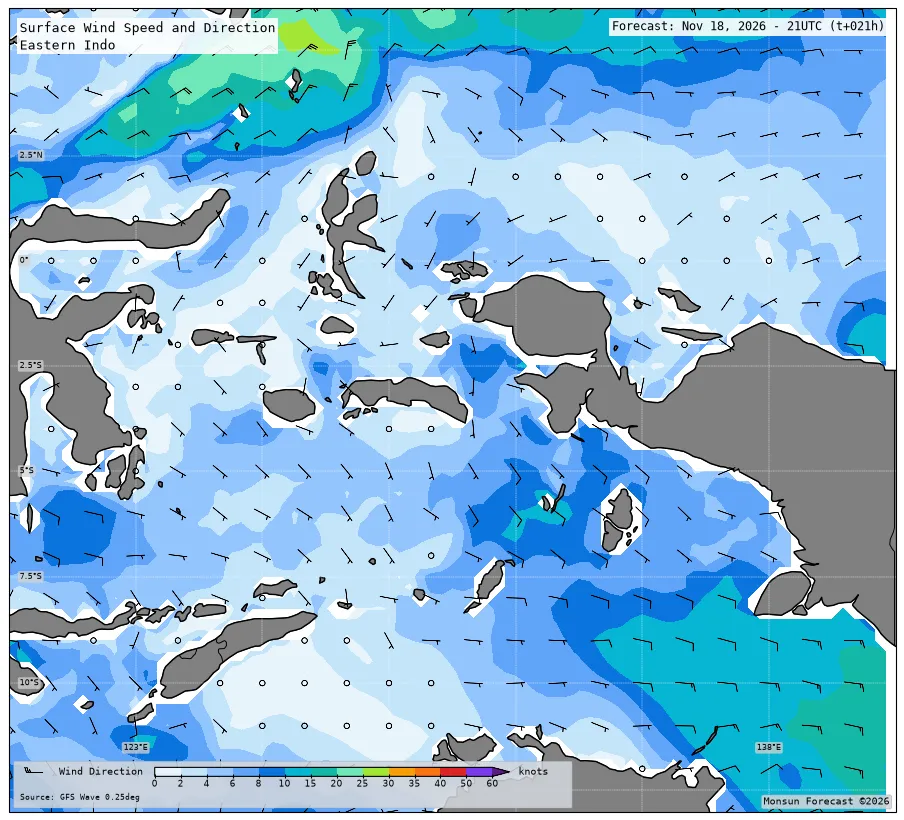 Surface Wind Speed and Direction
Eastern Indo
Forecast: Nov 18, 2026 - 21UTC (t+021h)
2.5°N
0°
2.5°S
5°S
7.5°S
10°S
123°E
138°E
Wind Direction
knots
0 2 4 6 8 10 15 20 25 30 35 40 50 60
Source: GFS Wave 0.25deg
Monsun Forecast ©2026